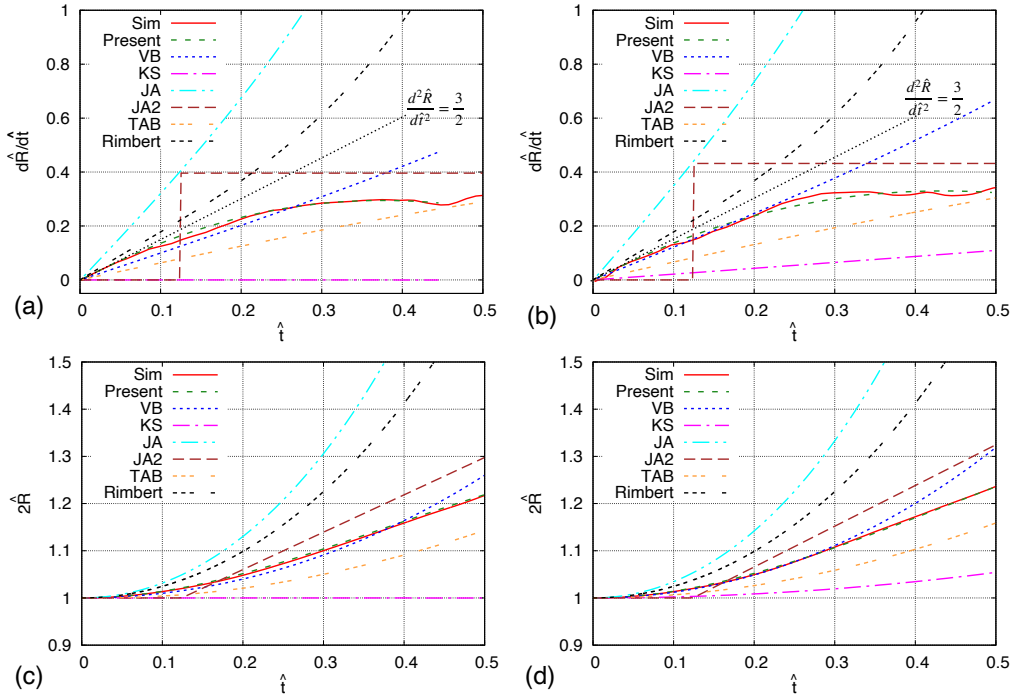 1
0.8
0.6
0.4
0.2
0
dR̂/dt̂
Sim
Present
VB
KS
JA
JA2
TAB
Rimbert
d²R̂/dt̂² = 3/2
(a)
0 0.1 0.2 0.3 0.4 0.5
t̂
1
0.8
0.6
0.4
0.2
0
dR̂/dt̂
Sim
Present
VB
KS
JA
JA2
TAB
Rimbert
d²R̂/dt̂² = 3/2
(b)
0 0.1 0.2 0.3 0.4 0.5
t̂
1.5
1.4
1.3
1.2
1.1
1
0.9
2R̂
Sim
Present
VB
KS
JA
JA2
TAB
Rimbert
(c)
0 0.1 0.2 0.3 0.4 0.5
t̂
1.5
1.4
1.3
1.2
1.1
1
0.9
2R̂
Sim
Present
VB
KS
JA
JA2
TAB
Rimbert
(d)
0 0.1 0.2 0.3 0.4 0.5
t̂